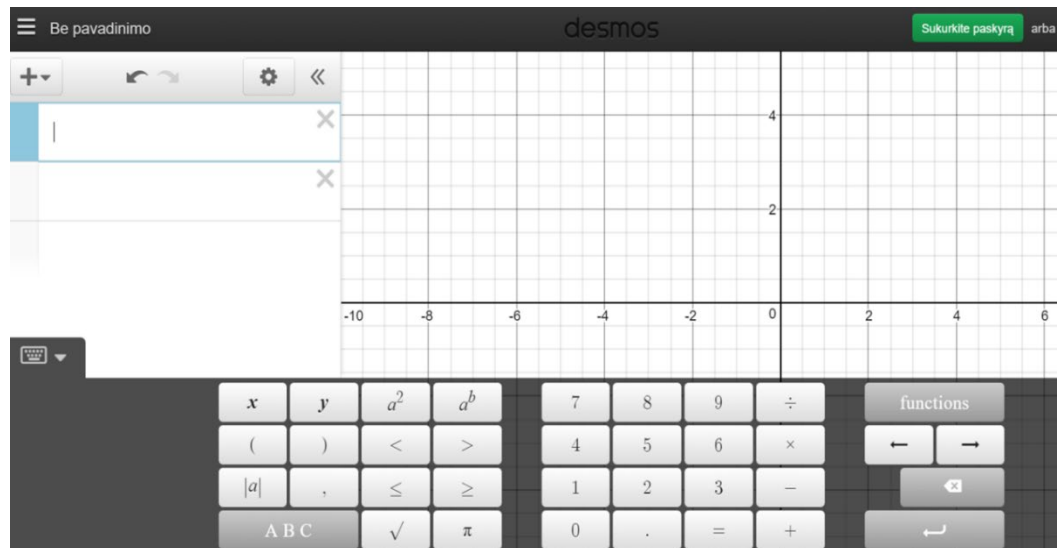 Be pavadinimo desmos Sukurkite paskyrą arba
4
2
-10 -8 -6 -4 -2 0 2 4 6
x y a² aᵇ 7 8 9 ÷ functions
( ) < > 4 5 6 × ← →
|a| , ≤ ≥ 1 2 3 −
A B C √ π 0 . = +